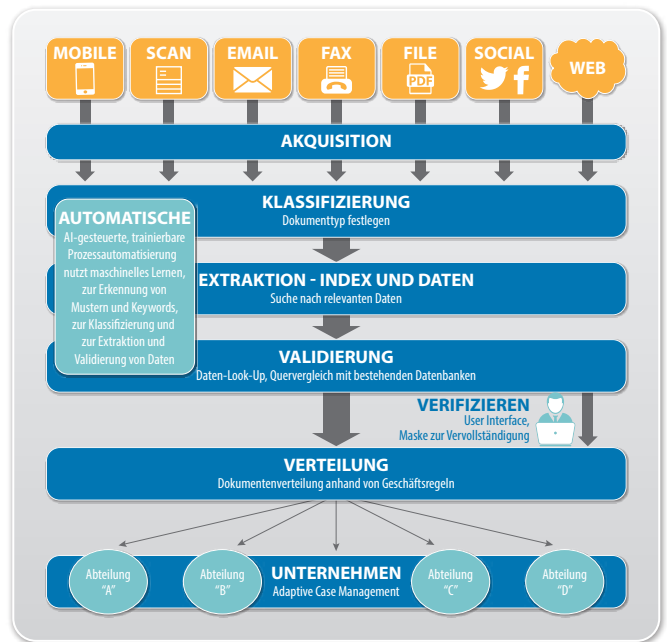 MOBILE
SCAN
EMAIL
FAX
FILE
PDF
SOCIAL
WEB
AKQUISITION
KLASSIFIZIERUNG
Dokumenttyp festlegen
AUTOMATISCHE
AI-gesteuerte, trainierbare
Prozessautomatisierung
nutzt maschinelles Lernen,
zur Erkennung von
Mustern und Keywords,
zur Klassifizierung und
zur Extraktion und
Validierung von Daten
EXTRAKTION - INDEX UND DATEN
Suche nach relevanten Daten
VALIDIERUNG
Daten-Look-Up, Quervergleich mit bestehenden Datenbanken
VERIFIZIEREN
User Interface,
Maske zur Vervollständigung
VERTEILUNG
Dokumentenverteilung anhand von Geschäftsregeln
Abteilung
"A"
Abteilung
"B"
UNTERNEHMEN
Adaptive Case Management
Abteilung
"C"
Abteilung
"D"